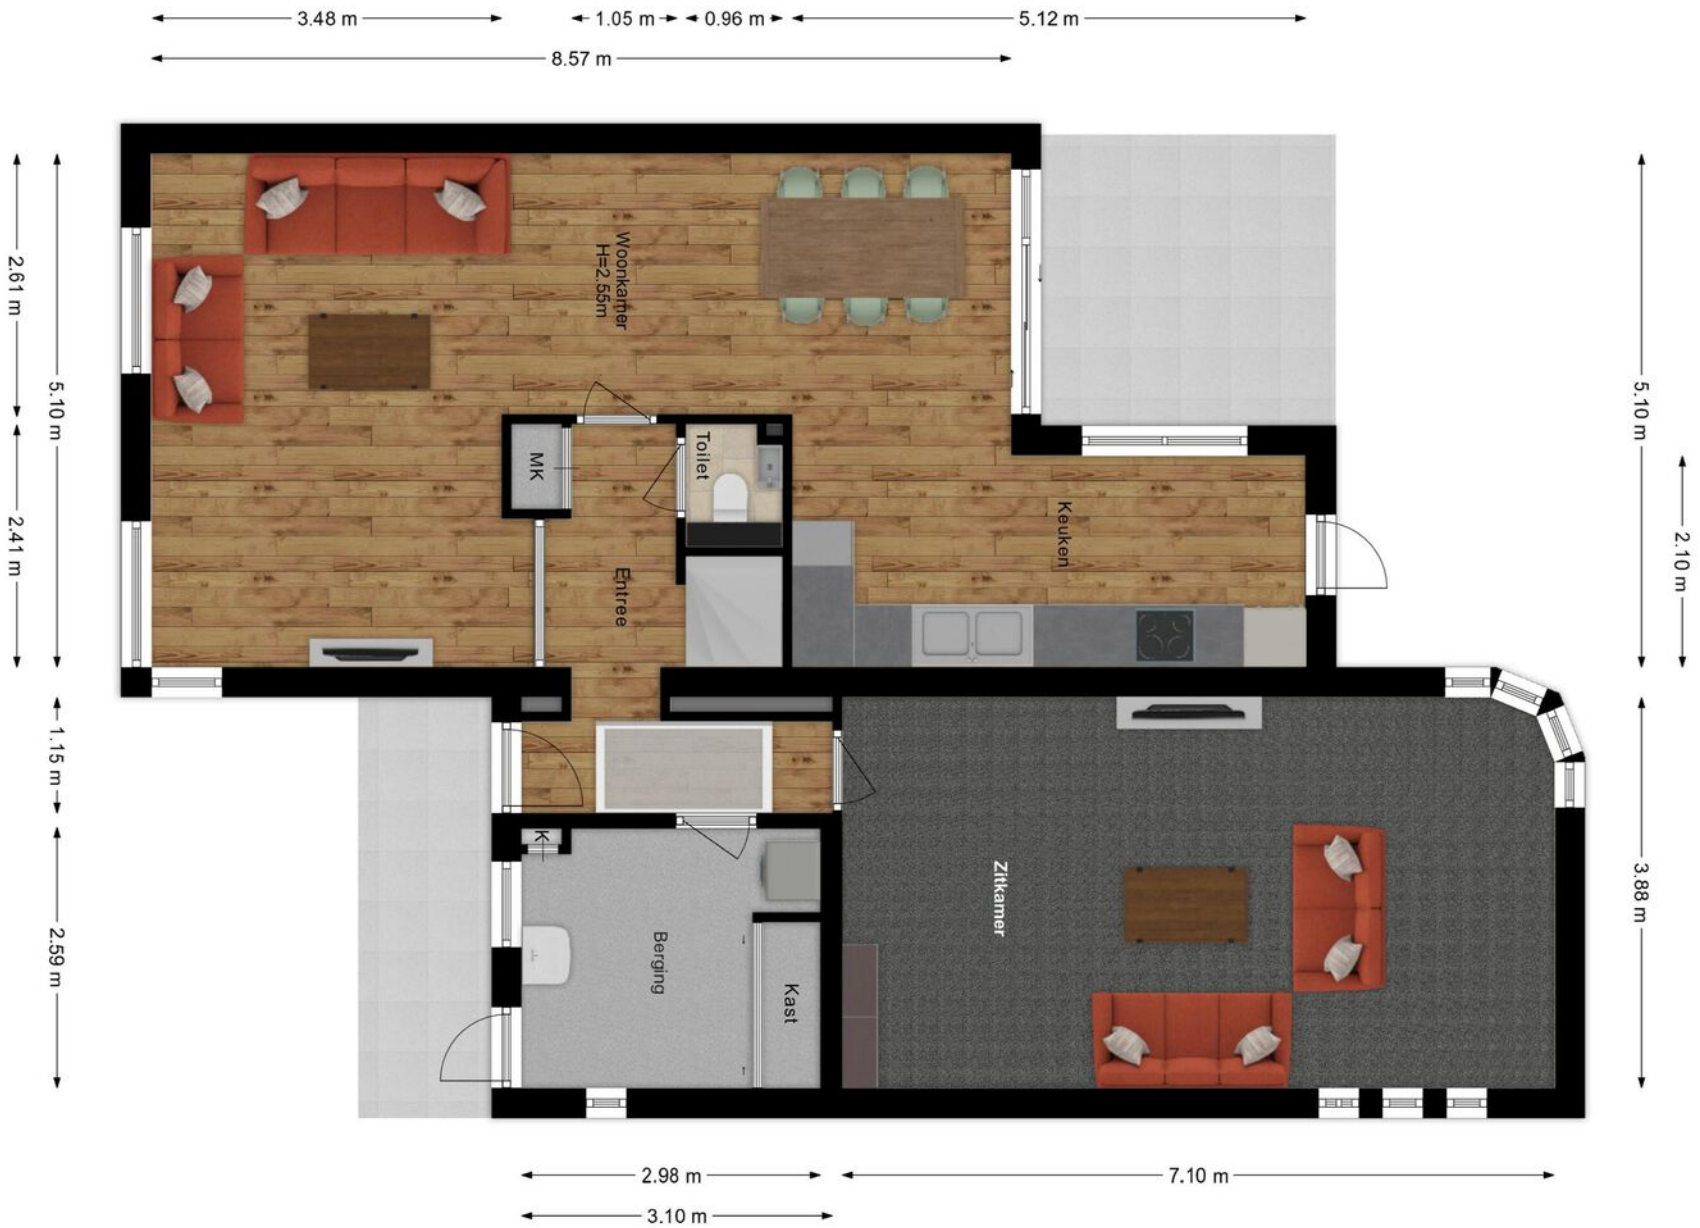 3.48 m
1.05 m
0.96 m
5.12 m
8.57 m
2.61 m
5.10 m
2.41 m
1.15 m
2.59 m
Woonkamer
H=2.55m
MK
Toilet
Entree
Keuken
5.10 m
2.10 m
3.88 m
K
Berging
Kast
Zitkamer
2.98 m
7.10 m
3.10 m